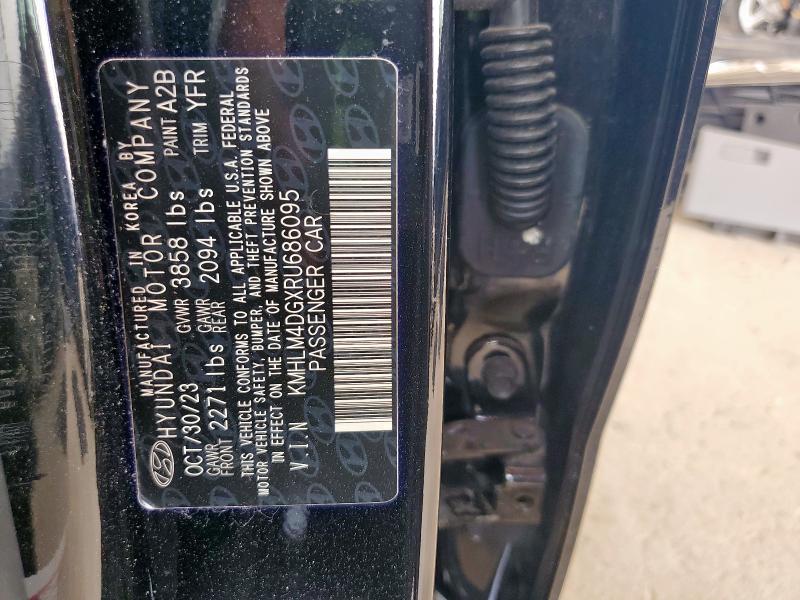 MANUFACTURED IN KOREA BY
HYUNDAI MOTOR COMPANY
OCT/30/23 GVWR 3858 lbs PAINT A2B
GAWR FRONT 2271 lbs GAWR REAR 2094 lbs TRIM YFR
THIS VEHICLE CONFORMS TO ALL APPLICABLE U.S.A. FEDERAL
MOTOR VEHICLE SAFETY, BUMPER, AND THEFT PREVENTION STANDARDS
IN EFFECT ON THE DATE OF MANUFACTURE SHOWN ABOVE
V.I.N KMHLM4DGXRU686095
PASSENGER CAR